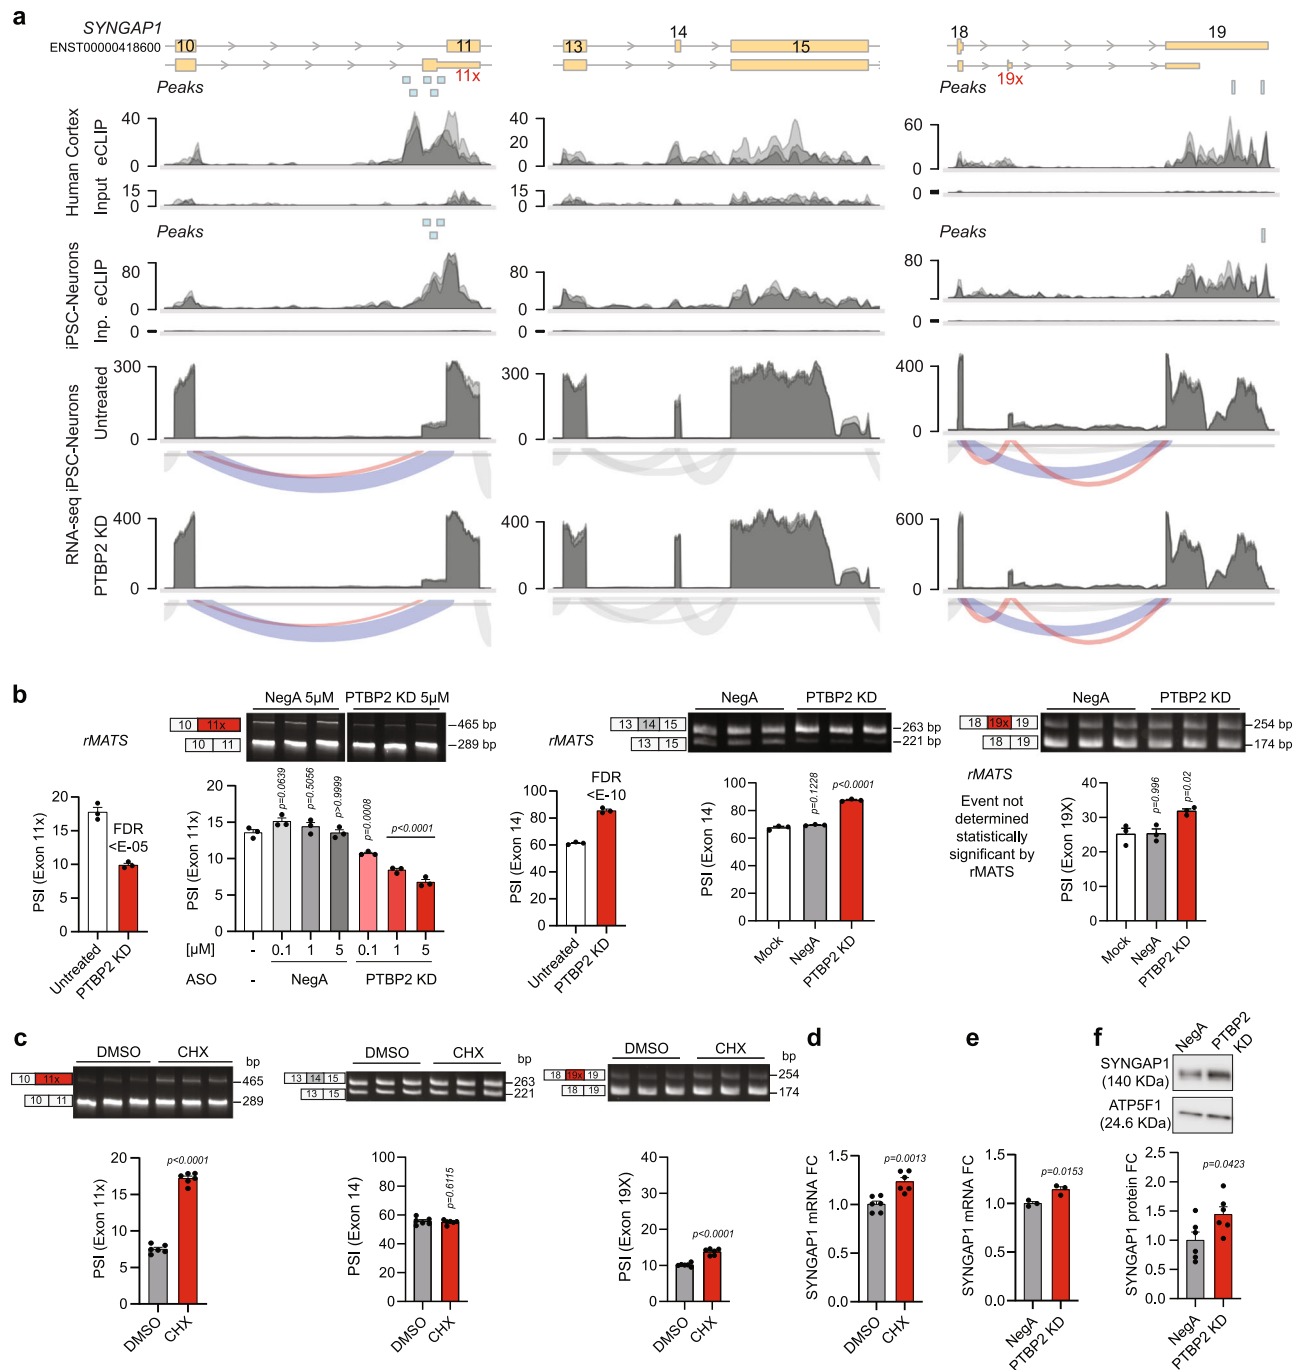 a
SYNGAP1
ENST00000418600
10
11
11x
13
14
15
18
19
19x
Peaks
Peaks
Human Cortex
eCLIP
Input
40
0
15
0
40
20
0
15
0
60
0
0
Peaks
Peaks
iPSC-Neurons
eCLIP
Inp.
80
0
0
80
0
0
80
0
0
RNA-seq iPSC-Neurons
Untreated
300
0
300
0
400
0
PTBP2 KD
400
0
400
0
600
0
b
rMATS
PSI (Exon 11x)
20
15
10
5
0
FDR
<E-05
Untreated
PTBP2 KD
NegA 5µM
PTBP2 KD 5µM
10 11x
10 11
465 bp
289 bp
PSI (Exon 11x)
20
15
10
5
0
p=0.0639
p=0.5056
p>0.9999
p=0.0008
p<0.0001
[µM] - 0.1 1 5 0.1 1 5
ASO - NegA PTBP2 KD
rMATS
PSI (Exon 14)
100
80
60
40
20
0
FDR
<E-10
Untreated
PTBP2 KD
NegA
PTBP2 KD
13 14 15
13 15
263 bp
221 bp
PSI (Exon 14)
100
80
60
40
20
0
p=0.1228
p<0.0001
Mock
NegA
PTBP2 KD
NegA
PTBP2 KD
18 19x 19
18 19
254 bp
174 bp
rMATS
Event not
determined
statistically
significant by
rMATS
PSI (Exon 19X)
40
30
20
10
0
p=0.996
p=0.02
Mock
NegA
PTBP2 KD
c
DMSO
CHX
bp
10 11x
10 11
465
289
PSI (Exon 11x)
20
15
10
5
0
p<0.0001
DMSO
CHX
DMSO
CHX
bp
13 14 15
13 15
263
221
PSI (Exon 14)
100
80
60
40
20
0
p=0.6115
DMSO
CHX
DMSO
CHX
bp
18 19x 19
18 19
254
174
PSI (Exon 19X)
40
30
20
10
0
p<0.0001
DMSO
CHX
d
SYNGAP1 mRNA FC
1.5
1.0
0.5
0.0
p=0.0013
DMSO
CHX
e
SYNGAP1 mRNA FC
1.5
1.0
0.5
0.0
p=0.0153
NegA
PTBP2 KD
f
NegA
PTBP2
KD
SYNGAP1
(140 KDa)
ATP5F1
(24.6 KDa)
SYNGAP1 protein FC
2.5
2.0
1.5
1.0
0.5
0.0
p=0.0423
NegA
PTBP2 KD